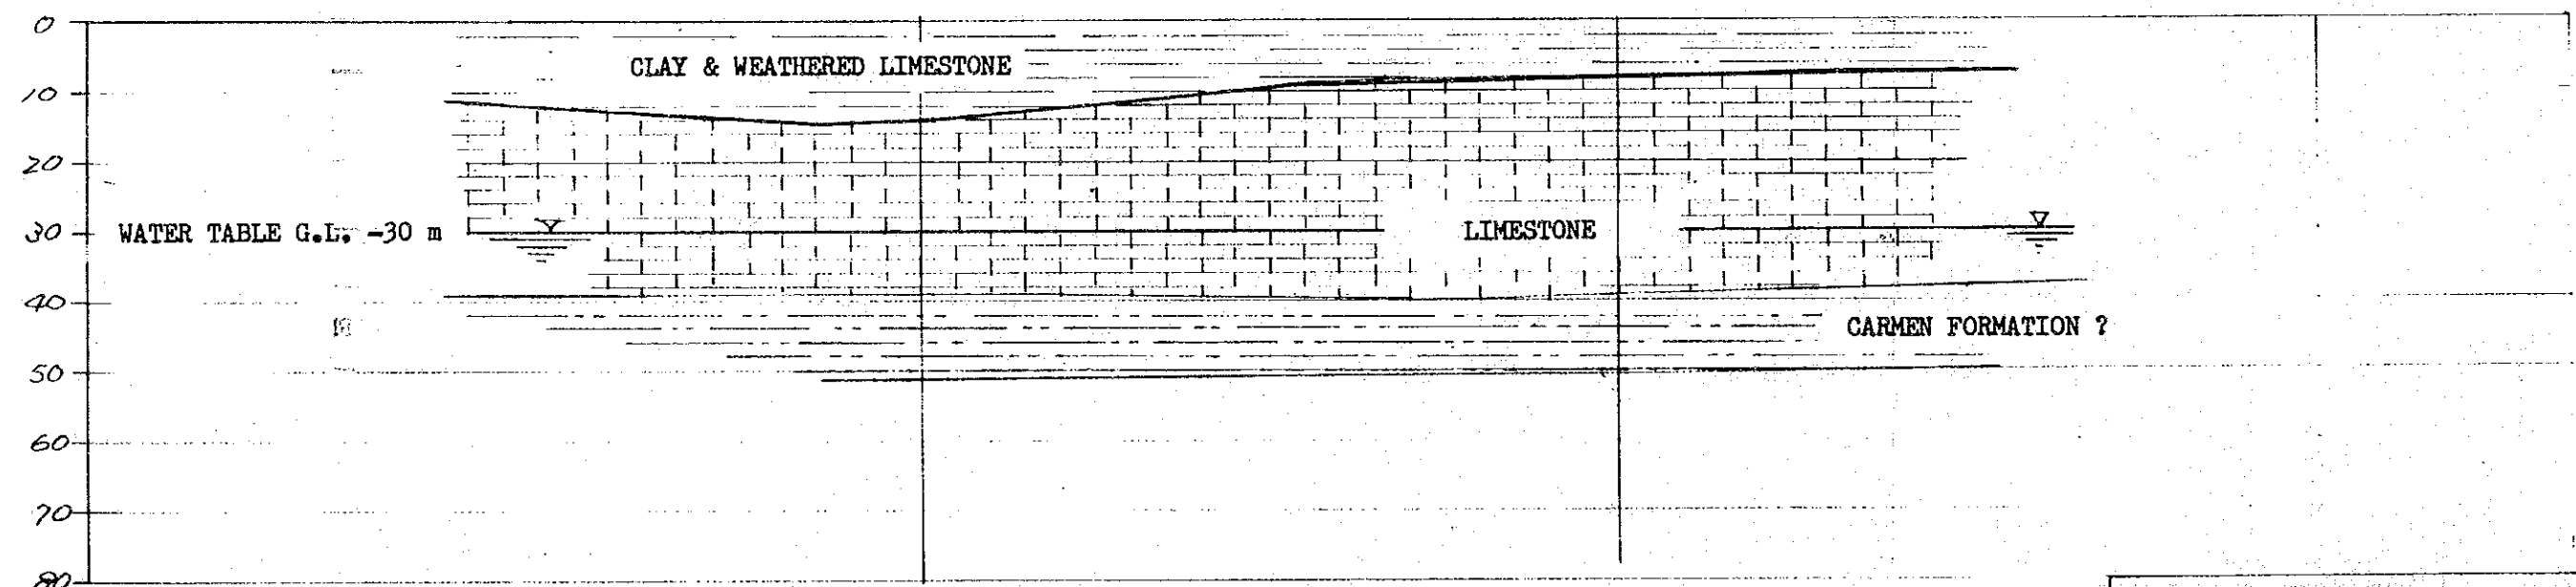 0
CLAY & WEATHERED LIMESTONE
10
20
30
WATER TABLE G.L. -30 m
LIMESTONE
40
CARMEN FORMATION ?
50
60
70
80